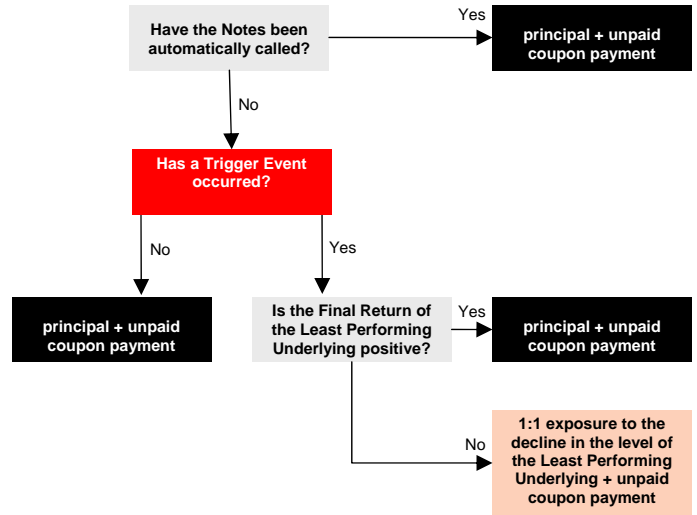 Have the Notes been
automatically called?
Yes
principal + unpaid
coupon payment
No
Has a Trigger Event
occurred?
No
Yes
principal + unpaid
coupon payment
Is the Final Return of
the Least Performing
Underlying positive?
Yes
principal + unpaid
coupon payment
No
1:1 exposure to the
decline in the level of
the Least Performing
Underlying + unpaid
coupon payment